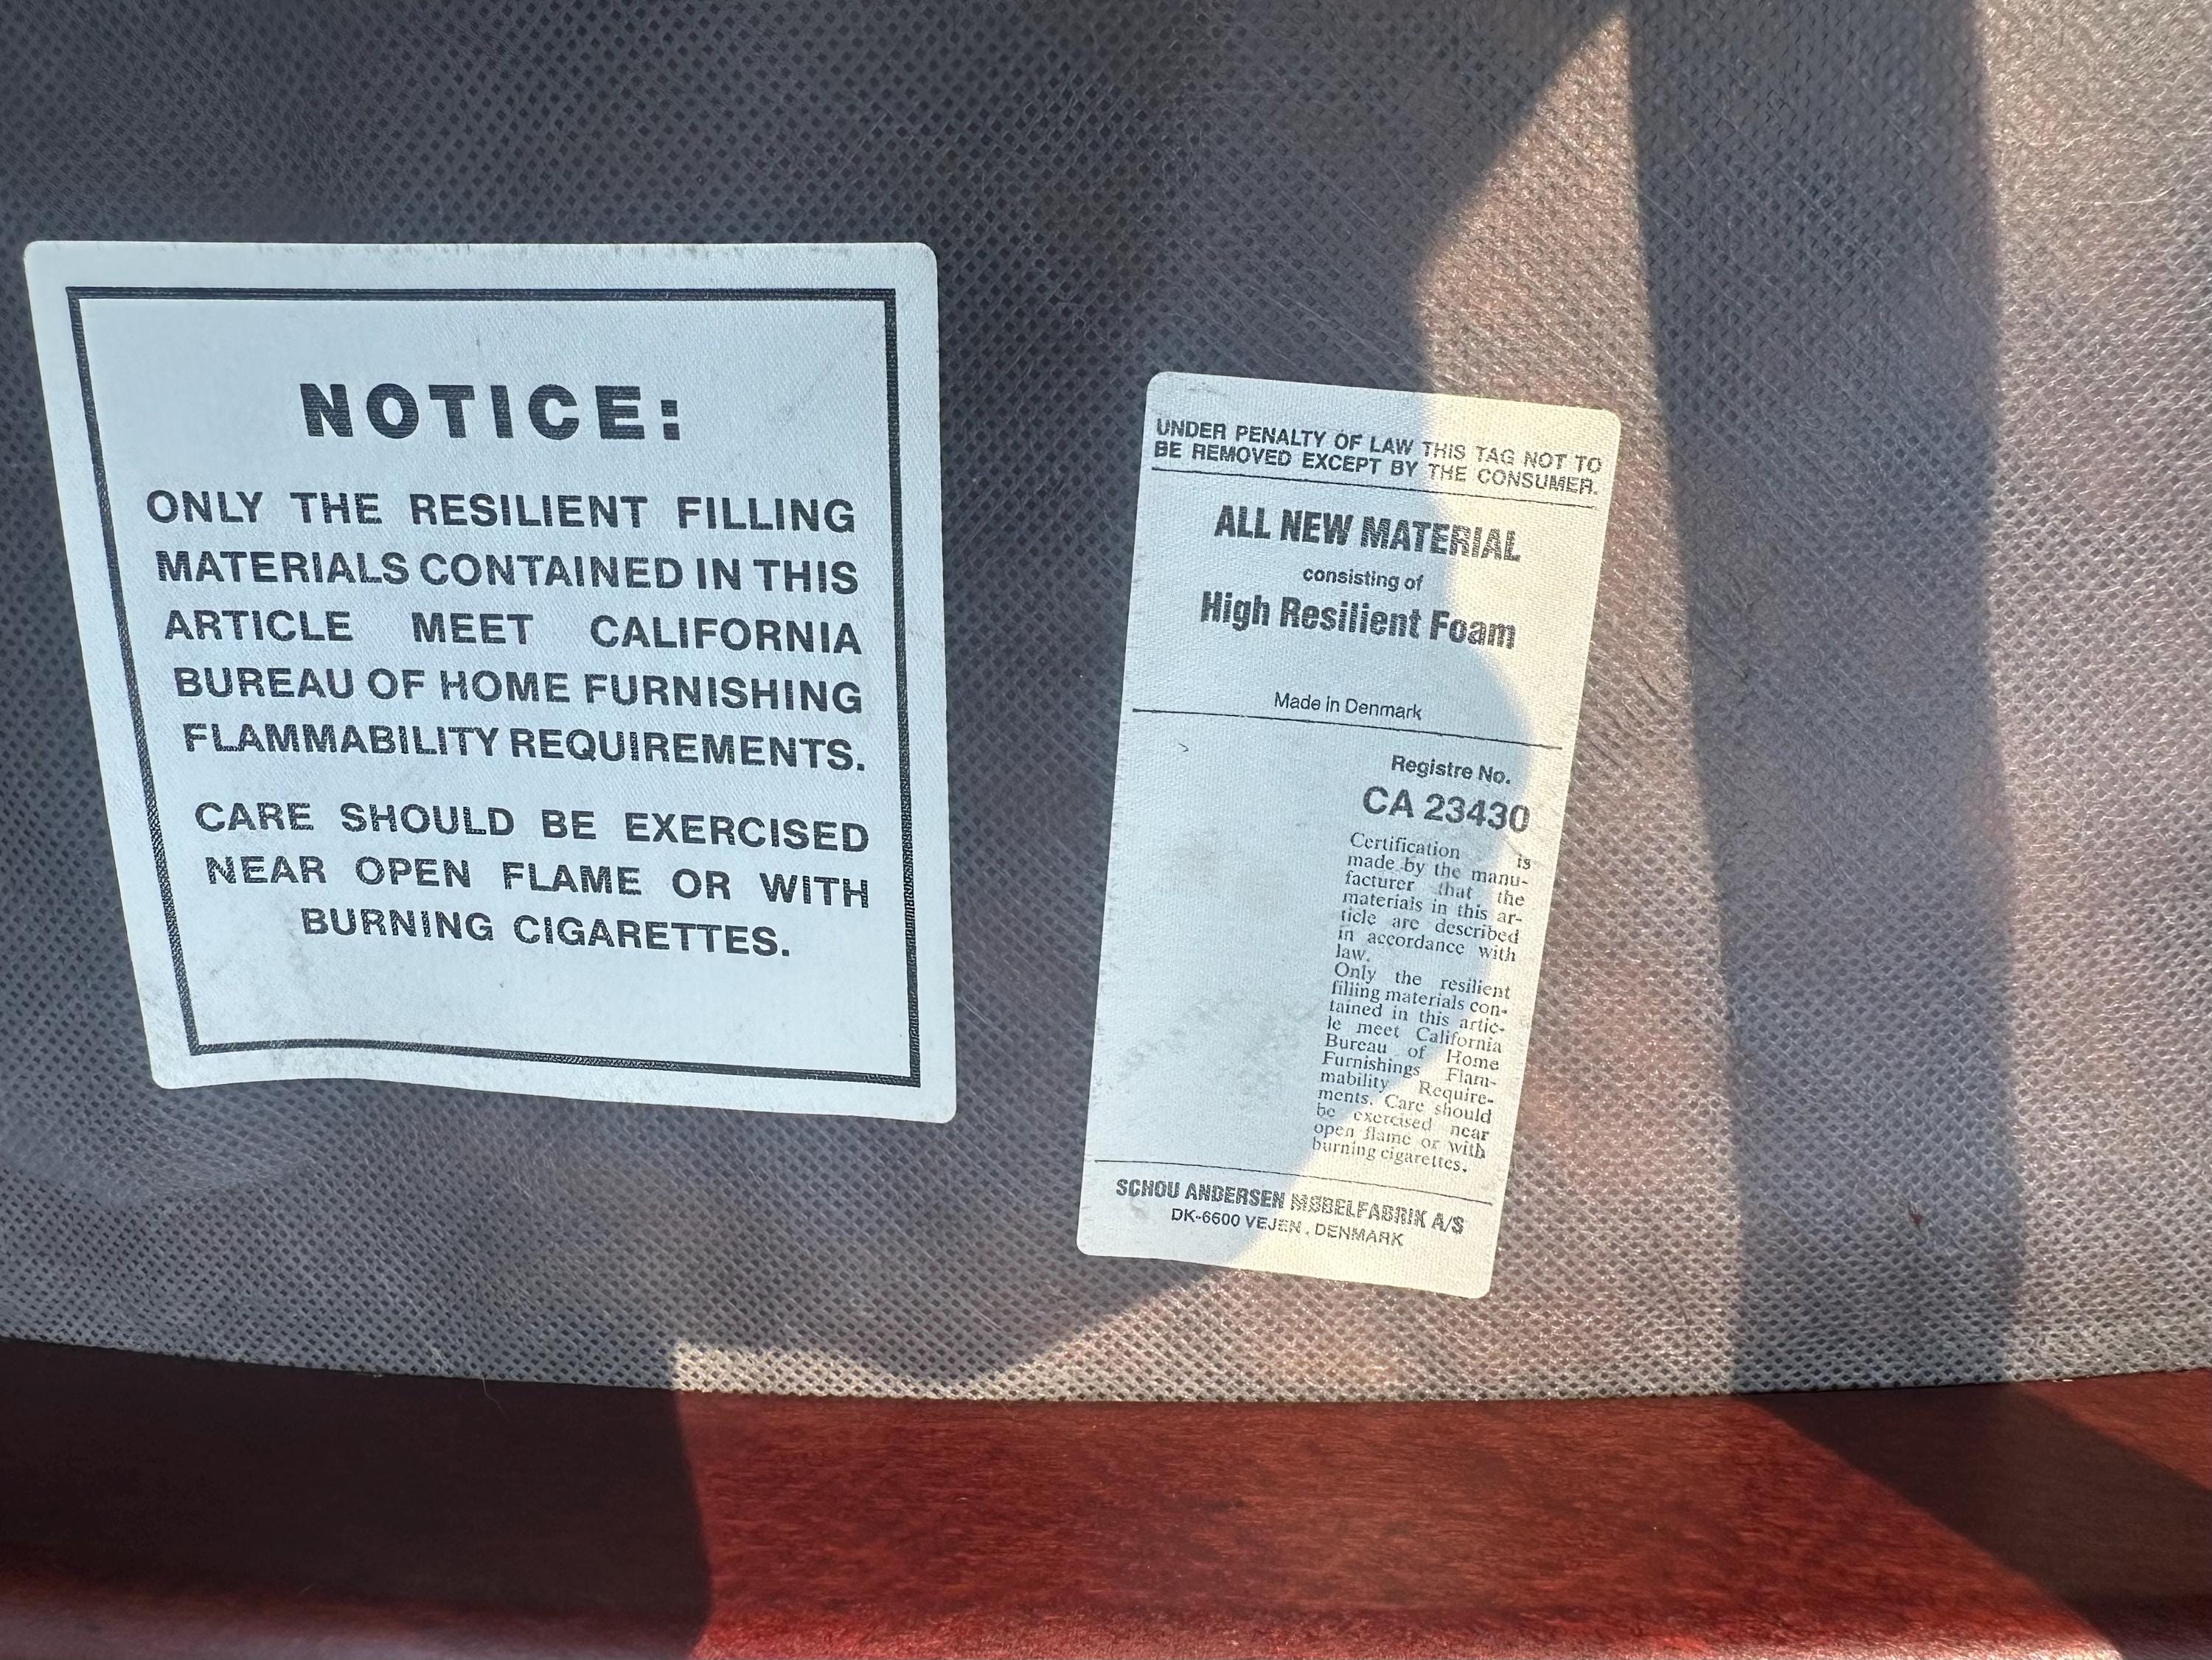 NOTICE:
ONLY THE RESILIENT FILLING
MATERIALS CONTAINED IN THIS
ARTICLE MEET CALIFORNIA
BUREAU OF HOME FURNISHING
FLAMMABILITY REQUIREMENTS.
CARE SHOULD BE EXERCISED
NEAR OPEN FLAME OR WITH
BURNING CIGARETTES.
UNDER PENALTY OF LAW THIS TAG NOT TO
BE REMOVED EXCEPT BY THE CONSUMER.
ALL NEW MATERIAL
consisting of
High Resilient Foam
Made in Denmark
Registre No.
CA 23430
Certification is
made by the manu-
facturer that the
materials in this ar-
ticle are described
in accordance with
law.
Only the resilient
filling materials con-
tained in this artic-
le meet California
Bureau of Home
Furnishings Flam-
mability Require-
ments. Care should
be exercised near
open flame or with
burning cigarettes.
SCHOU ANDERSEN MØBELFABRIK A/S
DK-6600 VEJEN . DENMARK